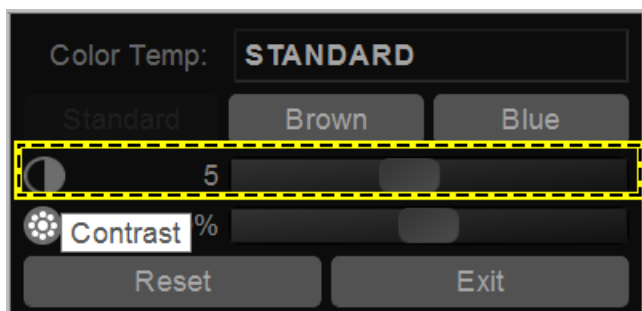 Color Temp: STANDARD
Standard Brown Blue
5
Contrast %
Reset Exit